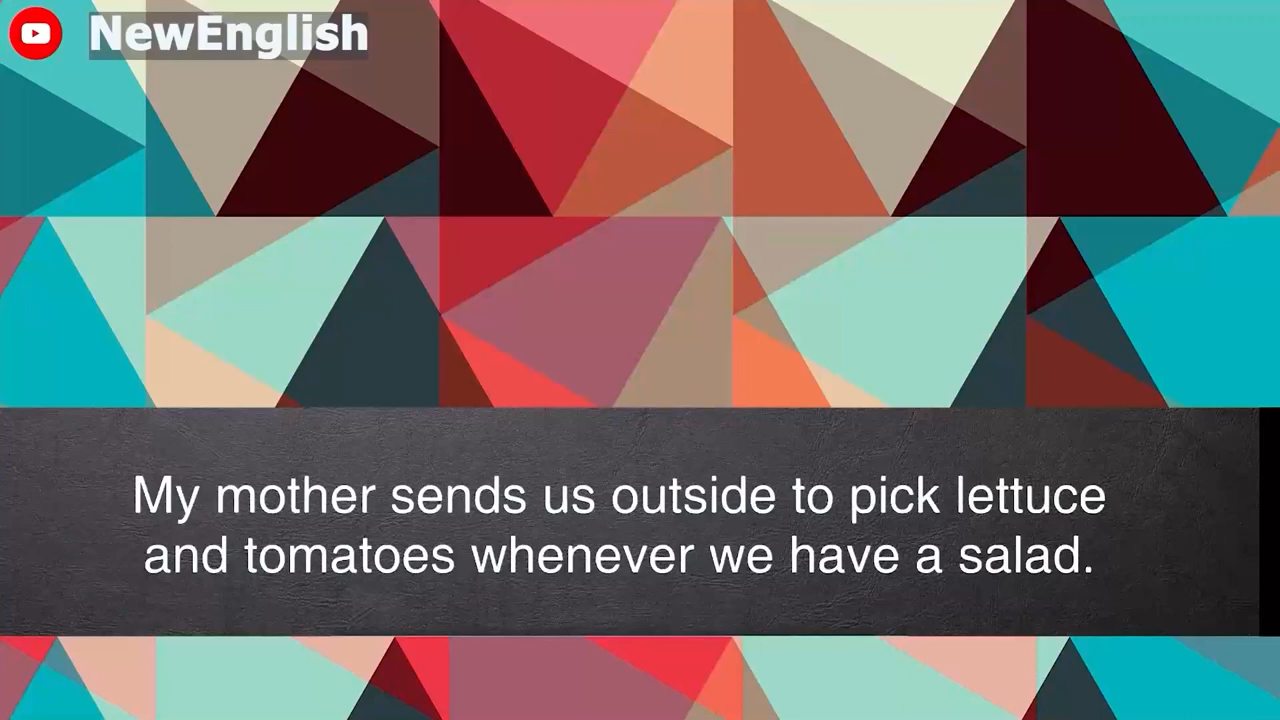 NewEnglish
My mother sends us outside to pick lettuce
and tomatoes whenever we have a salad.